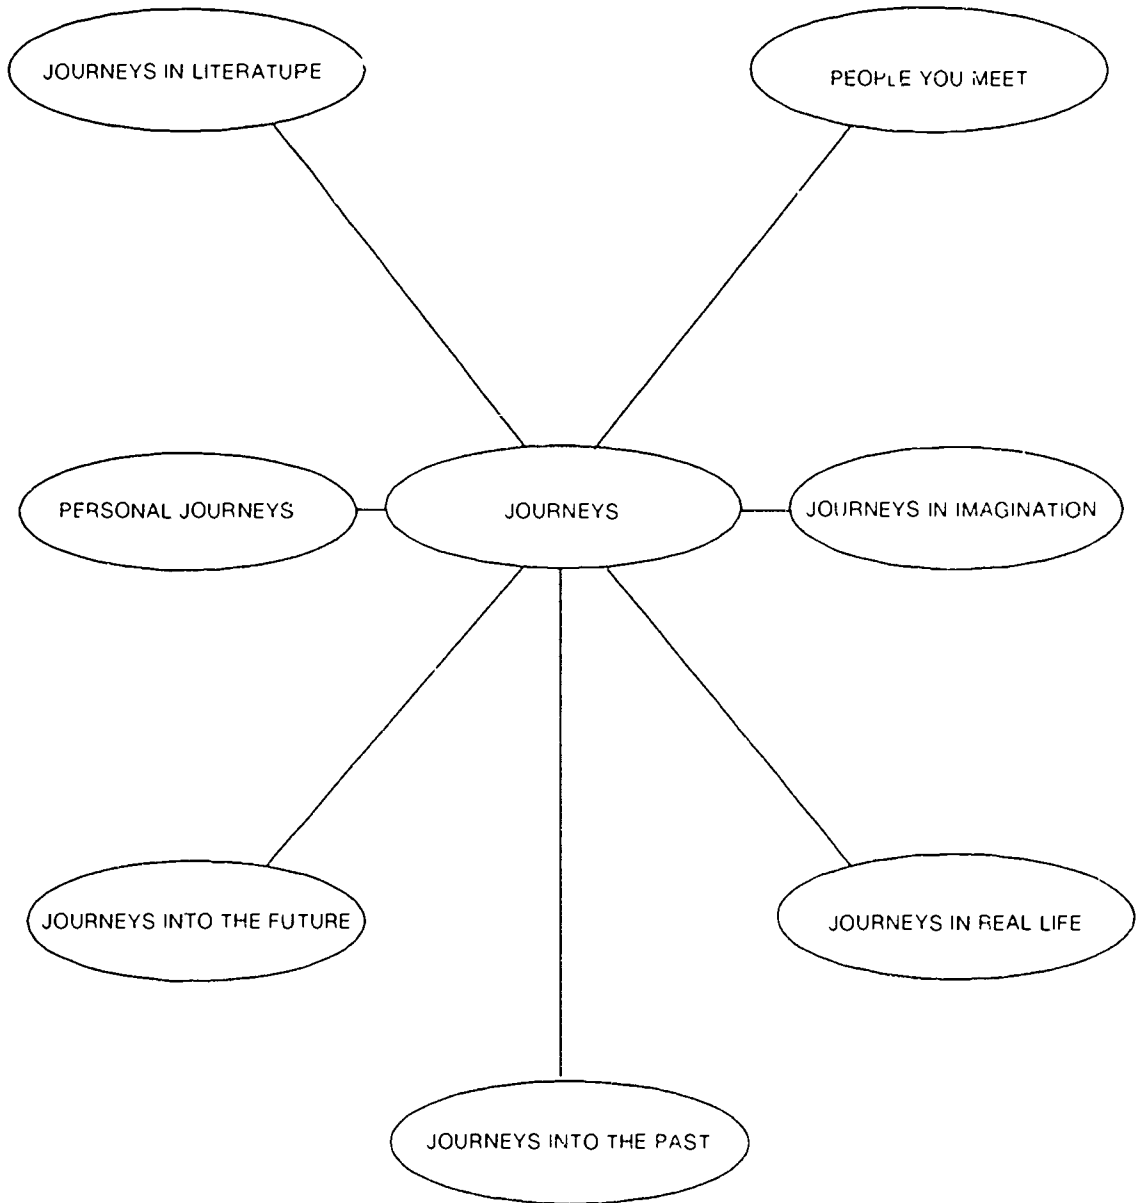 JOURNEYS IN LITERATUPE
PEOPLE YOU MEET
PERSONAL JOURNEYS
JOURNEYS
JOURNEYS IN IMAGINATION
JOURNEYS INTO THE FUTURE
JOURNEYS IN REAL LIFE
JOURNEYS INTO THE PAST